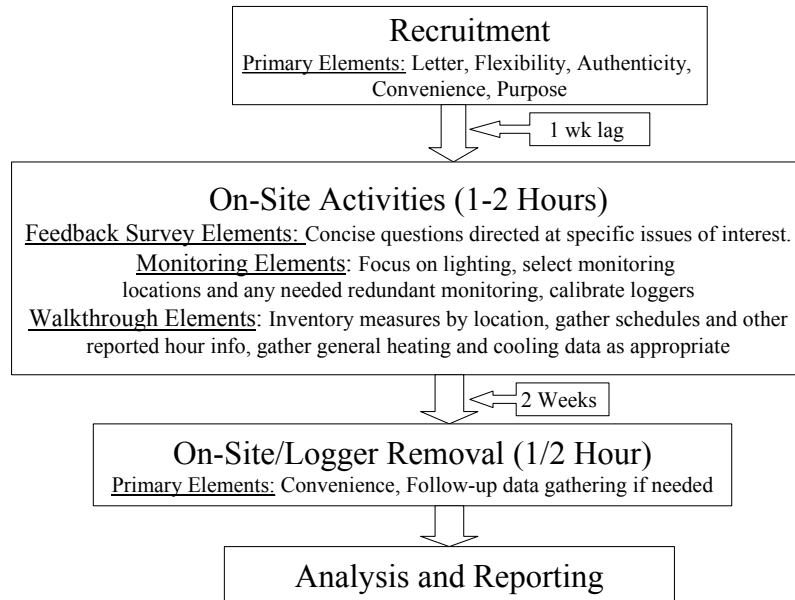 Recruitment
Primary Elements: Letter, Flexibility, Authenticity,
Convenience, Purpose
1 wk lag
On-Site Activities (1-2 Hours)
Feedback Survey Elements: Concise questions directed at specific issues of interest.
Monitoring Elements: Focus on lighting, select monitoring
locations and any needed redundant monitoring, calibrate loggers
Walkthrough Elements: Inventory measures by location, gather schedules and other
reported hour info, gather general heating and cooling data as appropriate
2 Weeks
On-Site/Logger Removal (1/2 Hour)
Primary Elements: Convenience, Follow-up data gathering if needed
Analysis and Reporting